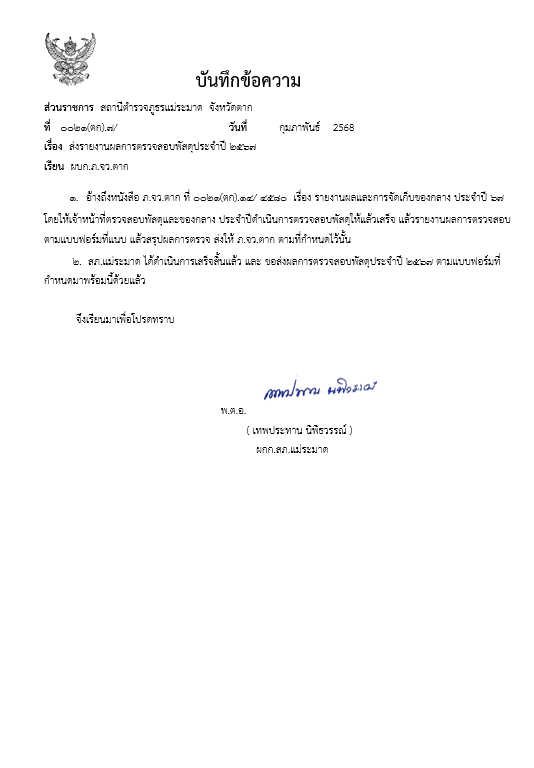 บันทึกข้อความ
ส่วนราชการ สถานีตำรวจภูธรแม่ระมาด จังหวัดตาก
ที่ ๐๐๒๑(ตก).๗/ วันที่ กุมภาพันธ์ 2568
เรื่อง ส่งรายงานผลการตรวจสอบพัสดุประจำปี ๒๕๖๗
เรียน ผบก.ภ.จว.ตาก
๑. อ้างถึงหนังสือ ภ.จว.ตาก ที่ ๐๐๒๑(ตก).๑๔/ ๔๕๘๐ เรื่อง รายงานผลและการจัดเก็บของกลาง ประจำปี ๖๗
โดยให้เจ้าหน้าที่ตรวจสอบพัสดุและของกลาง ประจำปีดำเนินการตรวจสอบพัสดุให้แล้วเสร็จ แล้วรายงานผลการตรวจสอบ
ตามแบบฟอร์มที่แนบ แล้วสรุปผลการตรวจ ส่งให้ ภ.จว.ตาก ตามที่กำหนดไว้นั้น
๒. สภ.แม่ระมาด ได้ดำเนินการเสร็จสิ้นแล้ว และ ขอส่งผลการตรวจสอบพัสดุประจำปี ๒๕๖๗ ตามแบบฟอร์มที่
กำหนดมาพร้อมนี้ด้วยแล้ว
จึงเรียนมาเพื่อโปรดทราบ
เทพประทาน นิพิธวรรณ์
พ.ต.อ.
( เทพประทาน นิพิธวรรณ์ )
ผกก.สภ.แม่ระมาด